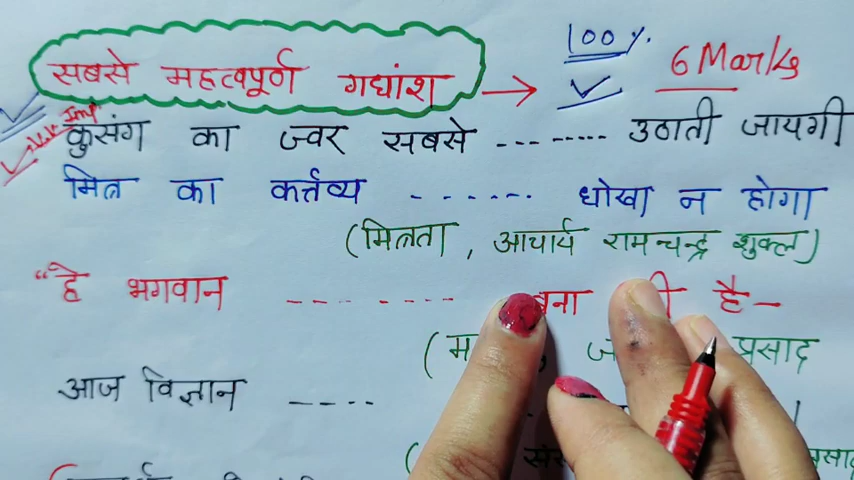 सबसे महत्वपूर्ण गद्यांश → 100 %. 6 Marks
V.V. Imp
कुसंग का ज्वर सबसे --------- उठाती जायगी
मित्र का कर्त्तव्य ------- धोखा न होगा
(मित्रता, आचार्य रामचन्द्र शुक्ल)
"हे भगवान ---------
है-
प्रसाद
आज विज्ञान ----